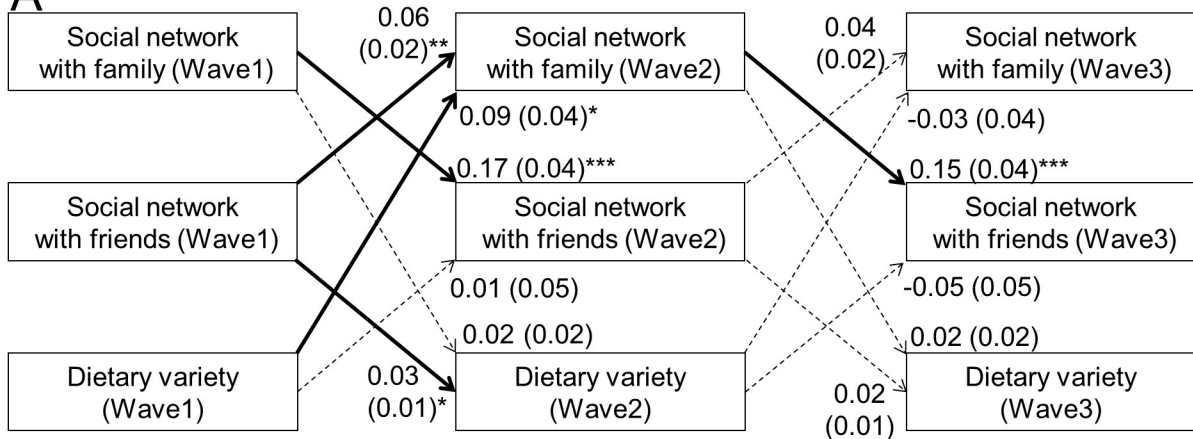 A
Social network
with family (Wave1)
0.06
(0.02)**
Social network
with family (Wave2)
0.04
(0.02)
Social network
with family (Wave3)
0.09 (0.04)*
-0.03 (0.04)
0.17 (0.04)***
0.15 (0.04)***
Social network
with friends (Wave1)
Social network
with friends (Wave2)
Social network
with friends (Wave3)
0.01 (0.05)
-0.05 (0.05)
0.02 (0.02)
0.02 (0.02)
Dietary variety
(Wave1)
0.03
(0.01)*
Dietary variety
(Wave2)
0.02
(0.01)
Dietary variety
(Wave3)